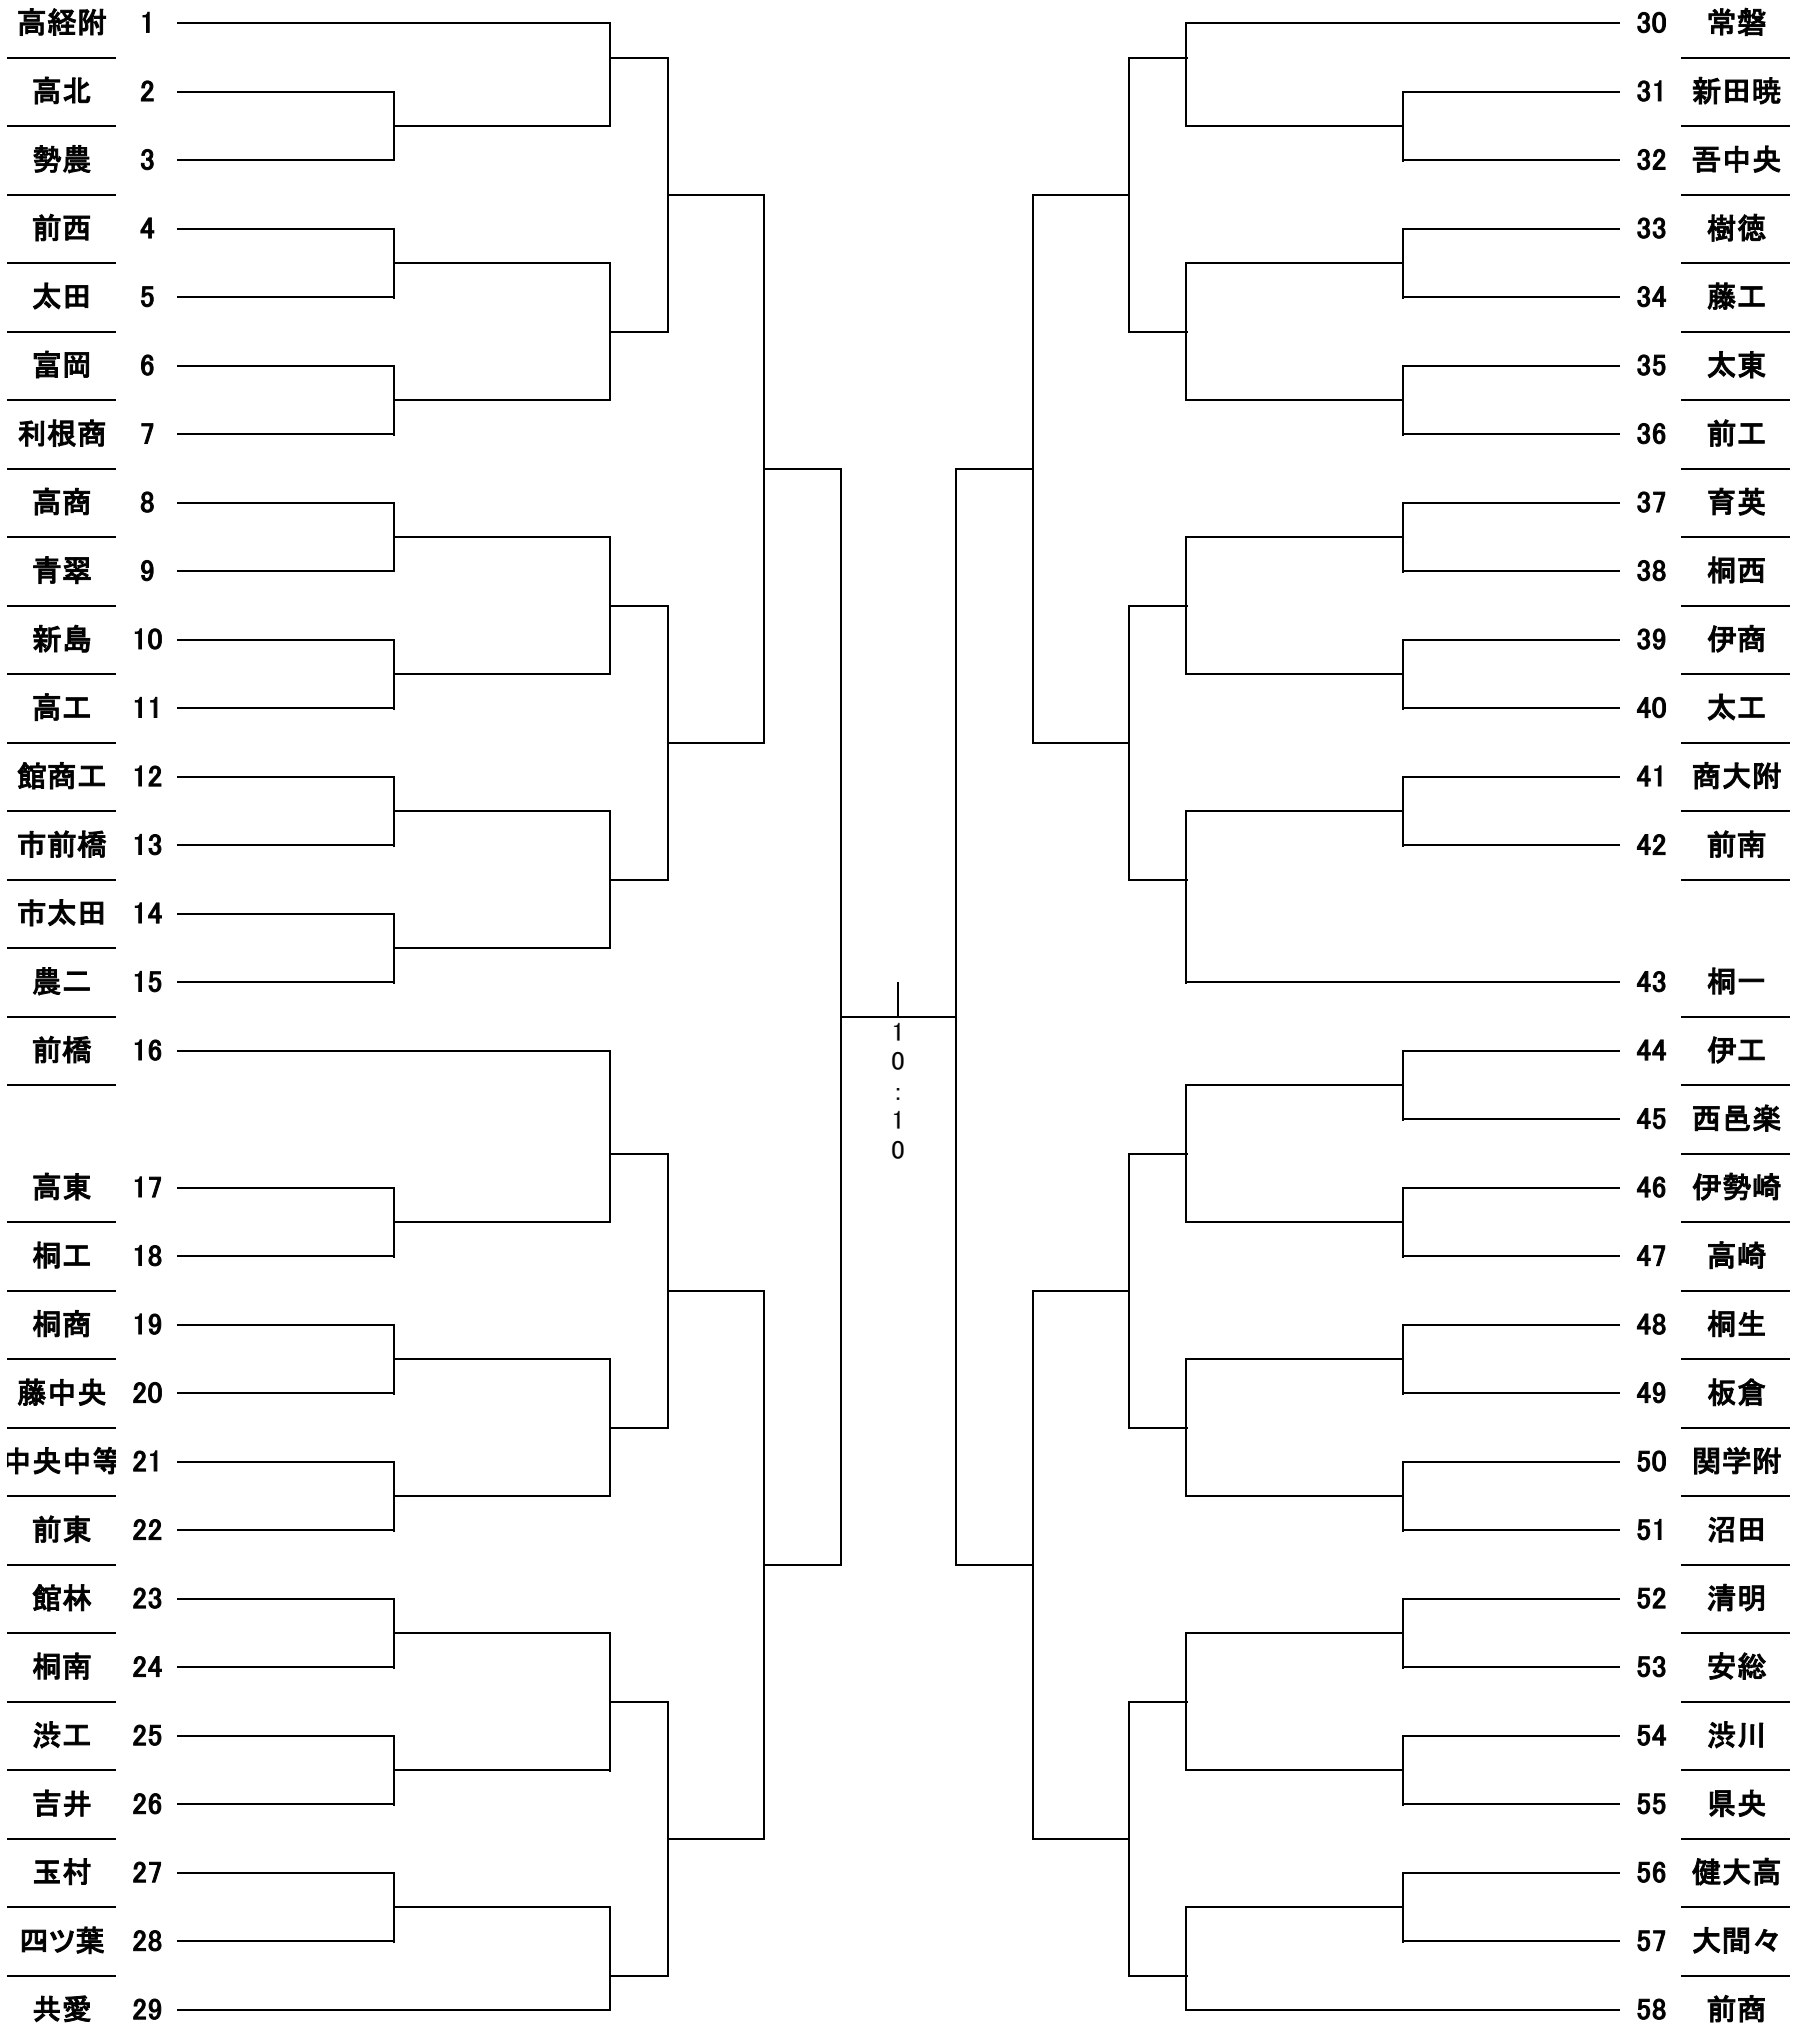 高経附 1
高北 2
勢農 3
前西 4
太田 5
富岡 6
利根商 7
高商 8
青翠 9
新島 10
高工 11
館商工 12
市前橋 13
市太田 14
農二 15
前橋 16
高東 17
桐工 18
桐商 19
藤中央 20
中央中等 21
前東 22
館林 23
桐南 24
渋工 25
吉井 26
玉村 27
四ツ葉 28
共愛 29
10:10
30 常磐
31 新田暁
32 吾中央
33 樹徳
34 藤工
35 太東
36 前工
37 育英
38 桐西
39 伊商
40 太工
41 商大附
42 前南
43 桐一
44 伊工
45 西邑楽
46 伊勢崎
47 高崎
48 桐生
49 板倉
50 関学附
51 沼田
52 清明
53 安総
54 渋川
55 県央
56 健大高
57 大間々
58 前商